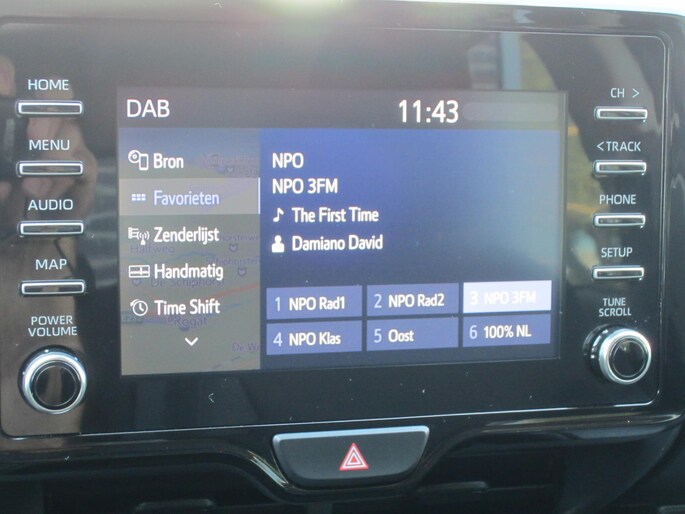 HOME
MENU
AUDIO
MAP
POWER
VOLUME
DAB
11:43
Bron
Favorieten
Zenderlijst
Handmatig
Time Shift
NPO
NPO 3FM
The First Time
Damiano David
1 NPO Rad1
2 NPO Rad2
3 NPO 3FM
4 NPO Klas
5 Oost
6 100% NL
CH >
< TRACK
PHONE
SETUP
TUNE
SCROLL